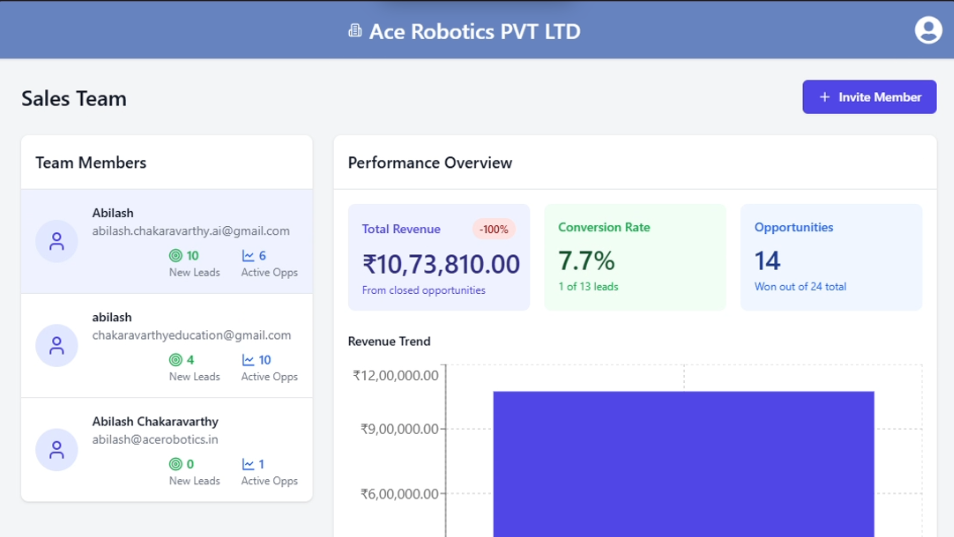 Ace Robotics PVT LTD
Sales Team
+ Invite Member
Team Members
Abilash
abilash.chakaravarthy.ai@gmail.com
10
New Leads
6
Active Opps
abilash
chakaravarthyeducation@gmail.com
4
New Leads
10
Active Opps
Abilash Chakaravarthy
abilash@acerobotics.in
0
New Leads
1
Active Opps
Performance Overview
Total Revenue -100%
₹10,73,810.00
From closed opportunities
Conversion Rate
7.7%
1 of 13 leads
Opportunities
14
Won out of 24 total
Revenue Trend
₹12,00,000.00
₹9,00,000.00
₹6,00,000.00